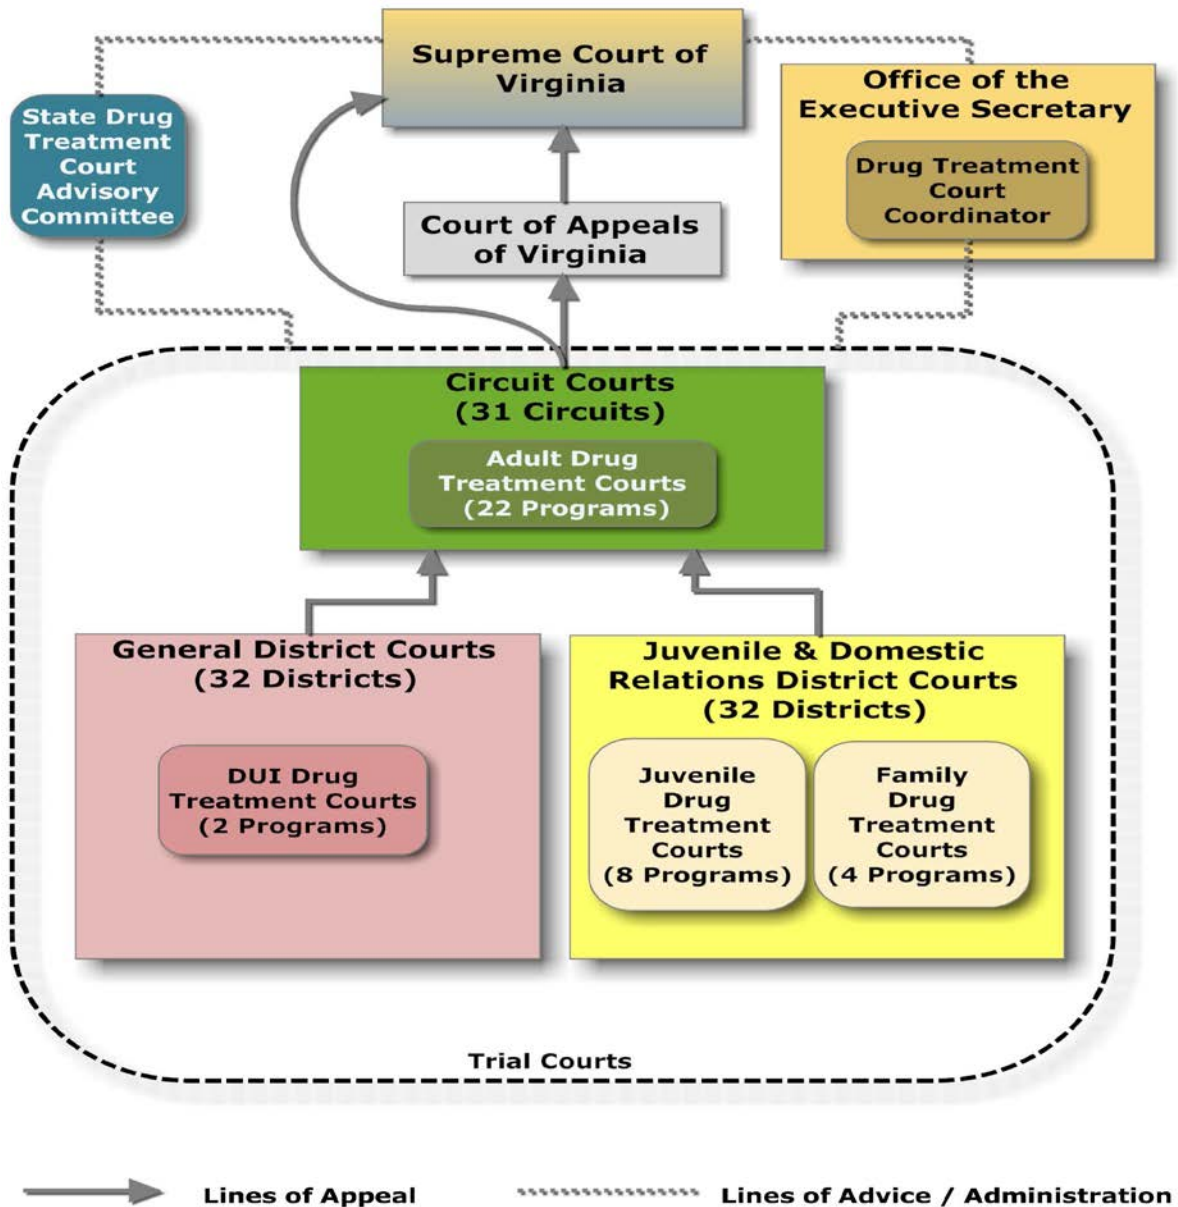 Supreme Court of
Virginia
Office of the
Executive Secretary
State Drug
Treatment
Court
Advisory
Committee
Drug Treatment
Court
Coordinator
Court of Appeals
of Virginia
Circuit Courts
(31 Circuits)
Adult Drug
Treatment Courts
(22 Programs)
General District Courts
(32 Districts)
DUI Drug
Treatment Courts
(2 Programs)
Juvenile & Domestic
Relations District Courts
(32 Districts)
Juvenile
Drug
Treatment
Courts
(8 Programs)
Family
Drug
Treatment
Courts
(4 Programs)
Trial Courts
Lines of Appeal
Lines of Advice / Administration